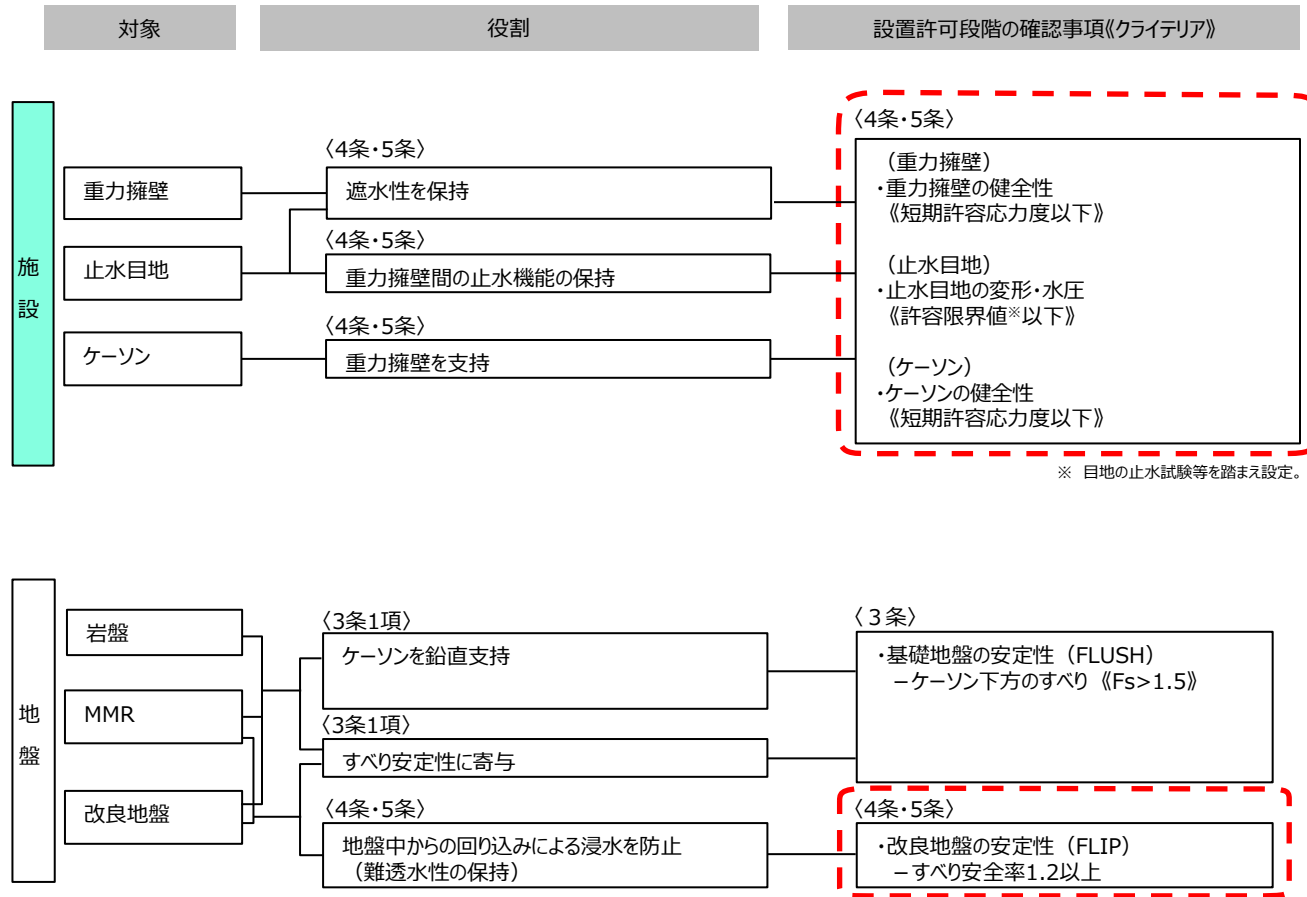 対象
役割
設置許可段階の確認事項《クライテリア》
施
設
重力擁壁
止水目地
ケーソン
〈4条・5条〉
遮水性を保持
〈4条・5条〉
重力擁壁間の止水機能の保持
〈4条・5条〉
重力擁壁を支持
〈4条・5条〉
（重力擁壁）
・重力擁壁の健全性
《短期許容応力度以下》
（止水目地）
・止水目地の変形・水圧
《許容限界値※以下》
（ケーソン）
・ケーソンの健全性
《短期許容応力度以下》
※ 目地の止水試験等を踏まえ設定。
地
盤
岩盤
MMR
改良地盤
〈3条1項〉
ケーソンを鉛直支持
〈3条1項〉
すべり安定性に寄与
〈4条・5条〉
地盤中からの回り込みによる浸水を防止
（難透水性の保持）
〈３条〉
・基礎地盤の安定性（FLUSH）
－ケーソン下方のすべり《Fs>1.5》
〈4条・5条〉
・改良地盤の安定性（FLIP）
－すべり安全率1.2以上